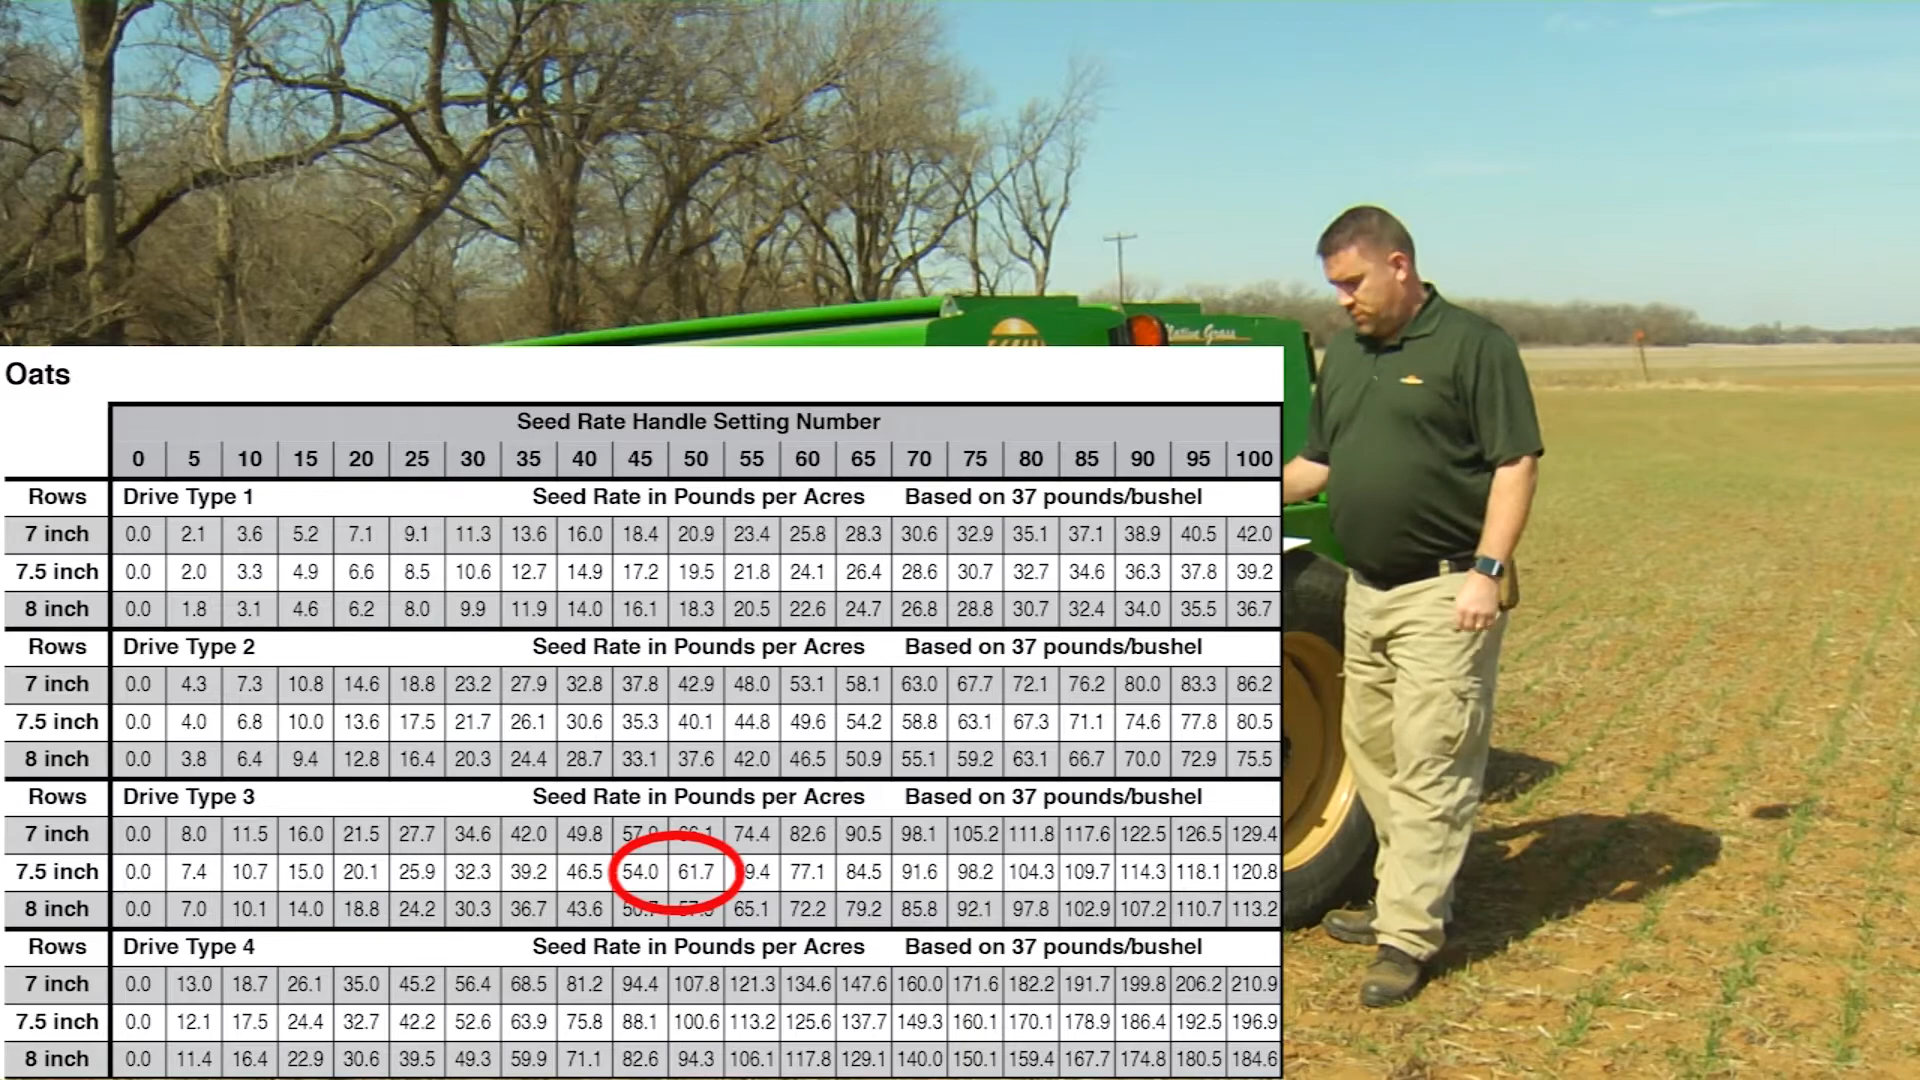 Native Grass
Oats
Seed Rate Handle Setting Number
0 5 10 15 20 25 30 35 40 45 50 55 60 65 70 75 80 85 90 95 100
Rows Drive Type 1 Seed Rate in Pounds per Acres Based on 37 pounds/bushel
7 inch 0.0 2.1 3.6 5.2 7.1 9.1 11.3 13.6 16.0 18.4 20.9 23.4 25.8 28.3 30.6 32.9 35.1 37.1 38.9 40.5 42.0
7.5 inch 0.0 2.0 3.3 4.9 6.6 8.5 10.6 12.7 14.9 17.2 19.5 21.8 24.1 26.4 28.6 30.7 32.7 34.6 36.3 37.8 39.2
8 inch 0.0 1.8 3.1 4.6 6.2 8.0 9.9 11.9 14.0 16.1 18.3 20.5 22.6 24.7 26.8 28.8 30.7 32.4 34.0 35.5 36.7
Rows Drive Type 2 Seed Rate in Pounds per Acres Based on 37 pounds/bushel
7 inch 0.0 4.3 7.3 10.8 14.6 18.8 23.2 27.9 32.8 37.8 42.9 48.0 53.1 58.1 63.0 67.7 72.1 76.2 80.0 83.3 86.2
7.5 inch 0.0 4.0 6.8 10.0 13.6 17.5 21.7 26.1 30.6 35.3 40.1 44.8 49.6 54.2 58.8 63.1 67.3 71.1 74.6 77.8 80.5
8 inch 0.0 3.8 6.4 9.4 12.8 16.4 20.3 24.4 28.7 33.1 37.6 42.0 46.5 50.9 55.1 59.2 63.1 66.7 70.0 72.9 75.5
Rows Drive Type 3 Seed Rate in Pounds per Acres Based on 37 pounds/bushel
7 inch 0.0 8.0 11.5 16.0 21.5 27.7 34.6 42.0 49.8 74.4 82.6 90.5 98.1 105.2 111.8 117.6 122.5 126.5 129.4
7.5 inch 0.0 7.4 10.7 15.0 20.1 25.9 32.3 39.2 46.5 54.0 61.7 77.1 84.5 91.6 98.2 104.3 109.7 114.3 118.1 120.8
8 inch 0.0 7.0 10.1 14.0 18.8 24.2 30.3 36.7 43.6 65.1 72.2 79.2 85.8 92.1 97.8 102.9 107.2 110.7 113.2
Rows Drive Type 4 Seed Rate in Pounds per Acres Based on 37 pounds/bushel
7 inch 0.0 13.0 18.7 26.1 35.0 45.2 56.4 68.5 81.2 94.4 107.8 121.3 134.6 147.6 160.0 171.6 182.2 191.7 199.8 206.2 210.9
7.5 inch 0.0 12.1 17.5 24.4 32.7 42.2 52.6 63.9 75.8 88.1 100.6 113.2 125.6 137.7 149.3 160.1 170.1 178.9 186.4 192.5 196.9
8 inch 0.0 11.4 16.4 22.9 30.6 39.5 49.3 59.9 71.1 82.6 94.3 106.1 117.8 129.1 140.0 150.1 159.4 167.7 174.8 180.5 184.6